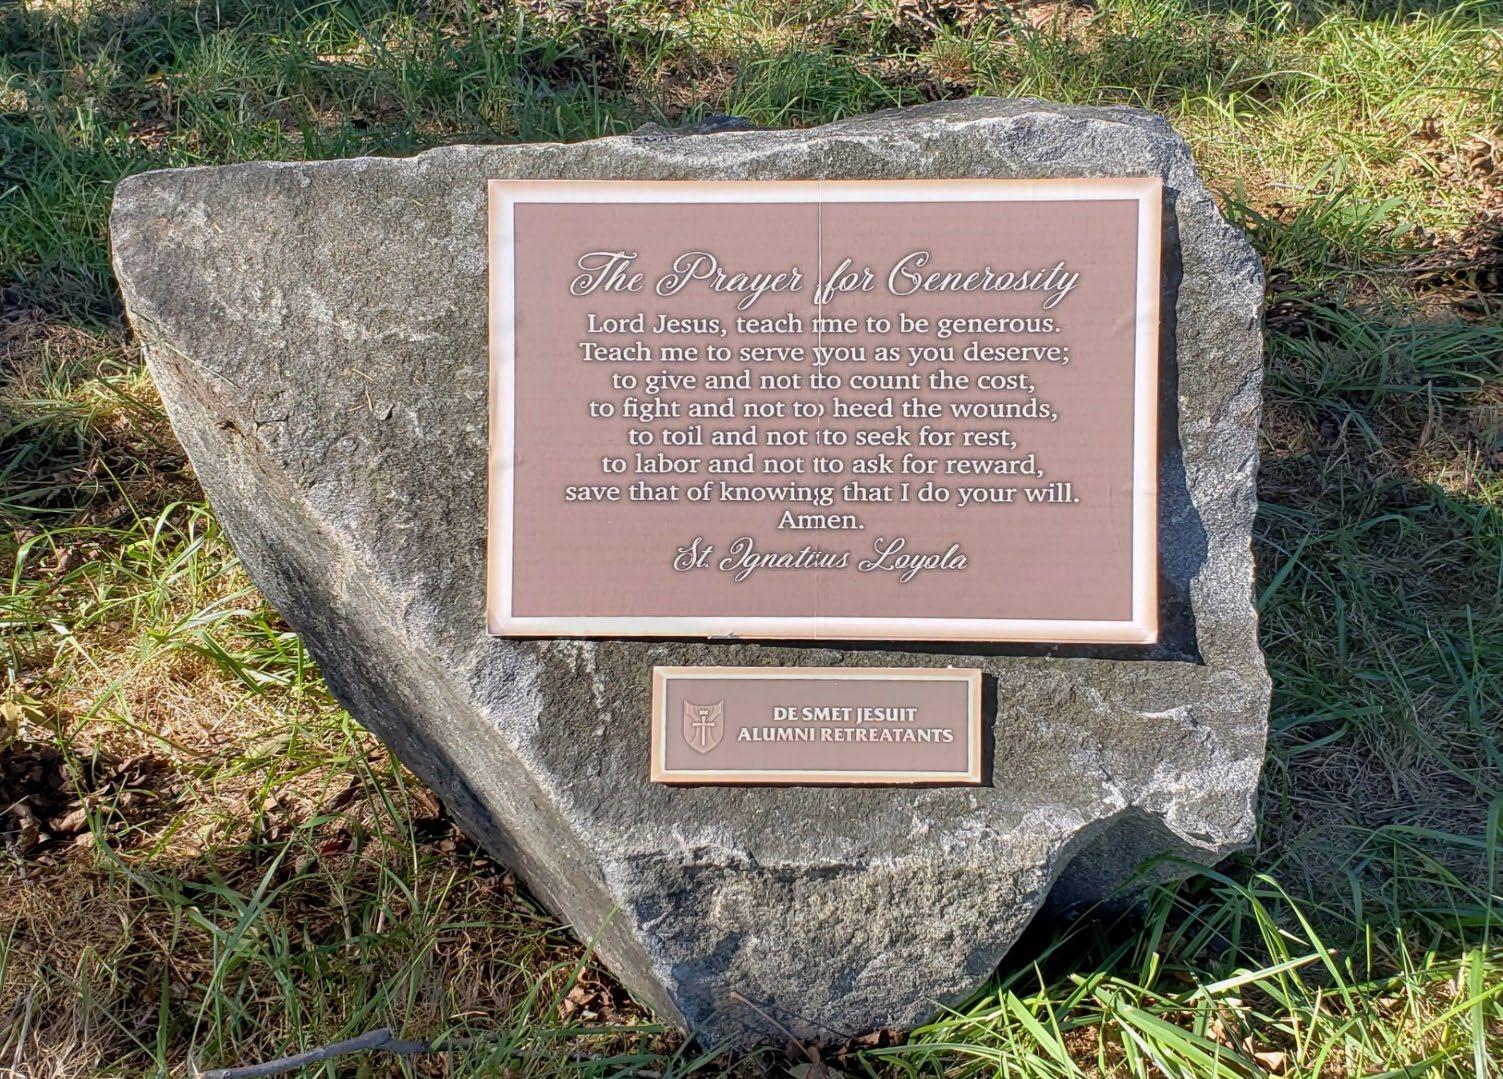 The Prayer for Generosity
Lord Jesus, teach me to be generous.
Teach me to serve you as you deserve;
to give and not to count the cost,
to fight and not to heed the wounds,
to toil and not to seek for rest,
to labor and not to ask for reward,
save that of knowing that I do your will.
Amen.
St. Ignatius Loyola
DE SMET JESUIT
ALUMNI RETREATANTS